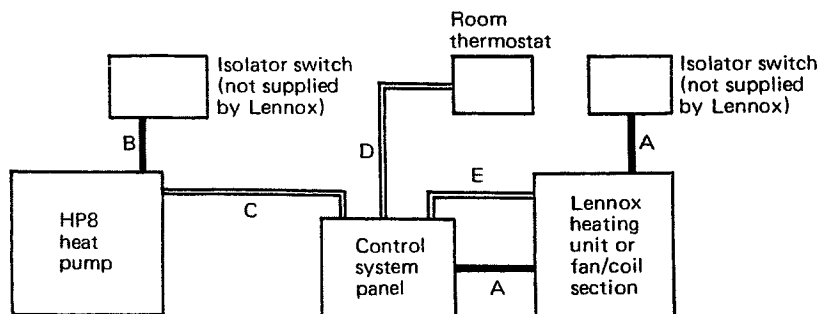 Room
thermostat
Isolator switch
(not supplied
by Lennox)
Isolator switch
(not supplied
by Lennox)
B
D
A
C
E
HP8
heat
pump
Control
system
panel
A
Lennox
heating
unit or
fan/coil
section